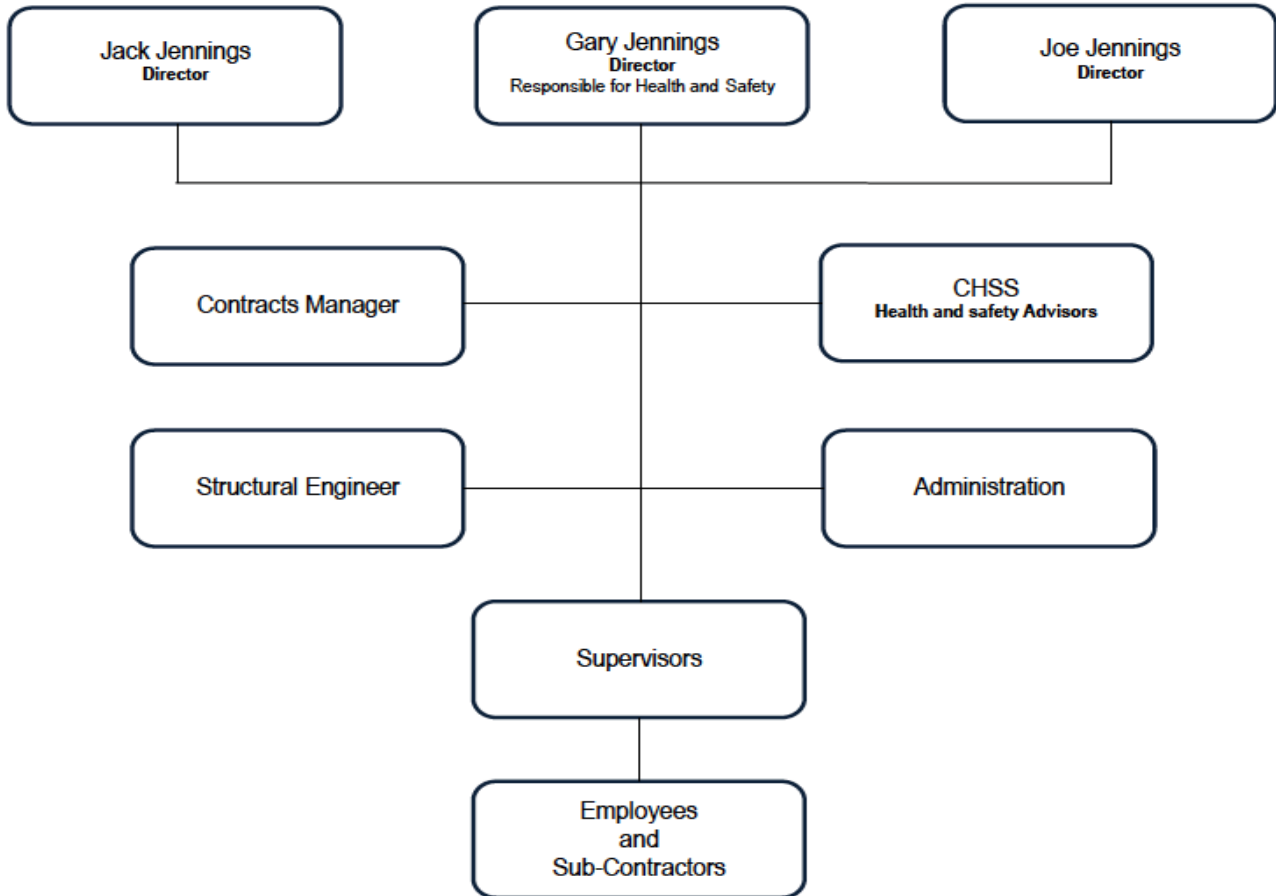 Jack Jennings
Director
Gary Jennings
Director
Responsible for Health and Safety
Joe Jennings
Director
Contracts Manager
CHSS
Health and safety Advisors
Structural Engineer
Administration
Supervisors
Employees
and
Sub-Contractors